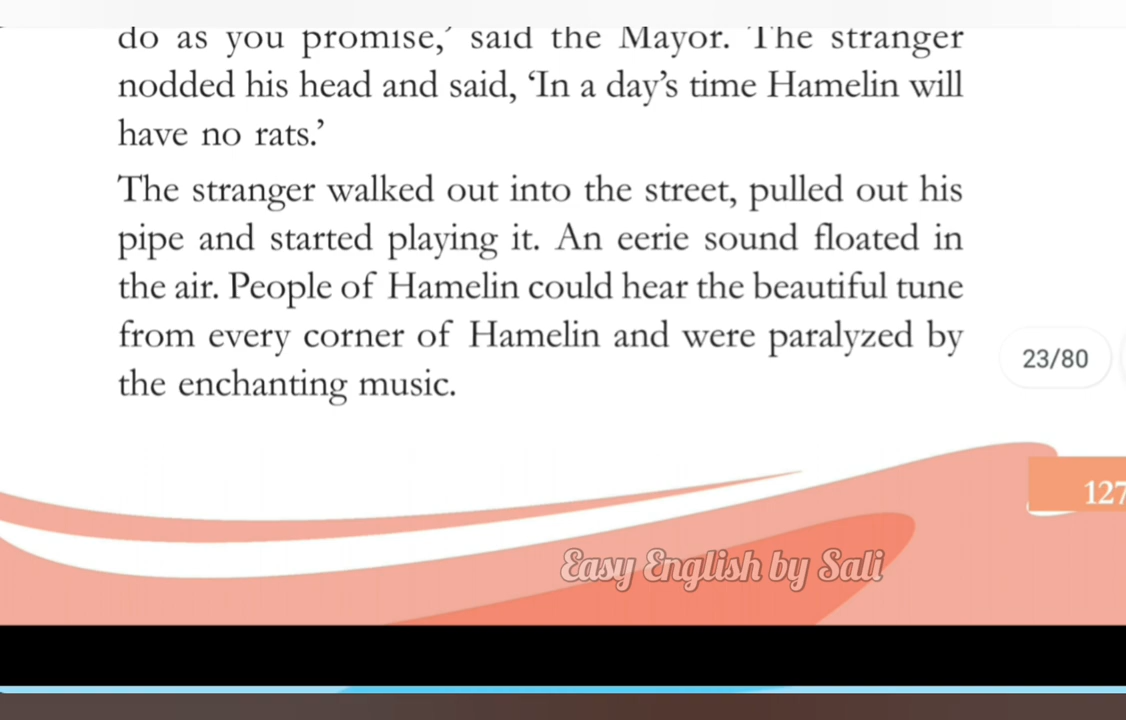 do as you promise,’ said the Mayor. The stranger
nodded his head and said, ‘In a day’s time Hamelin will
have no rats.’
The stranger walked out into the street, pulled out his
pipe and started playing it. An eerie sound floated in
the air. People of Hamelin could hear the beautiful tune
from every corner of Hamelin and were paralyzed by
the enchanting music.
23/80
127
Easy English by Sali